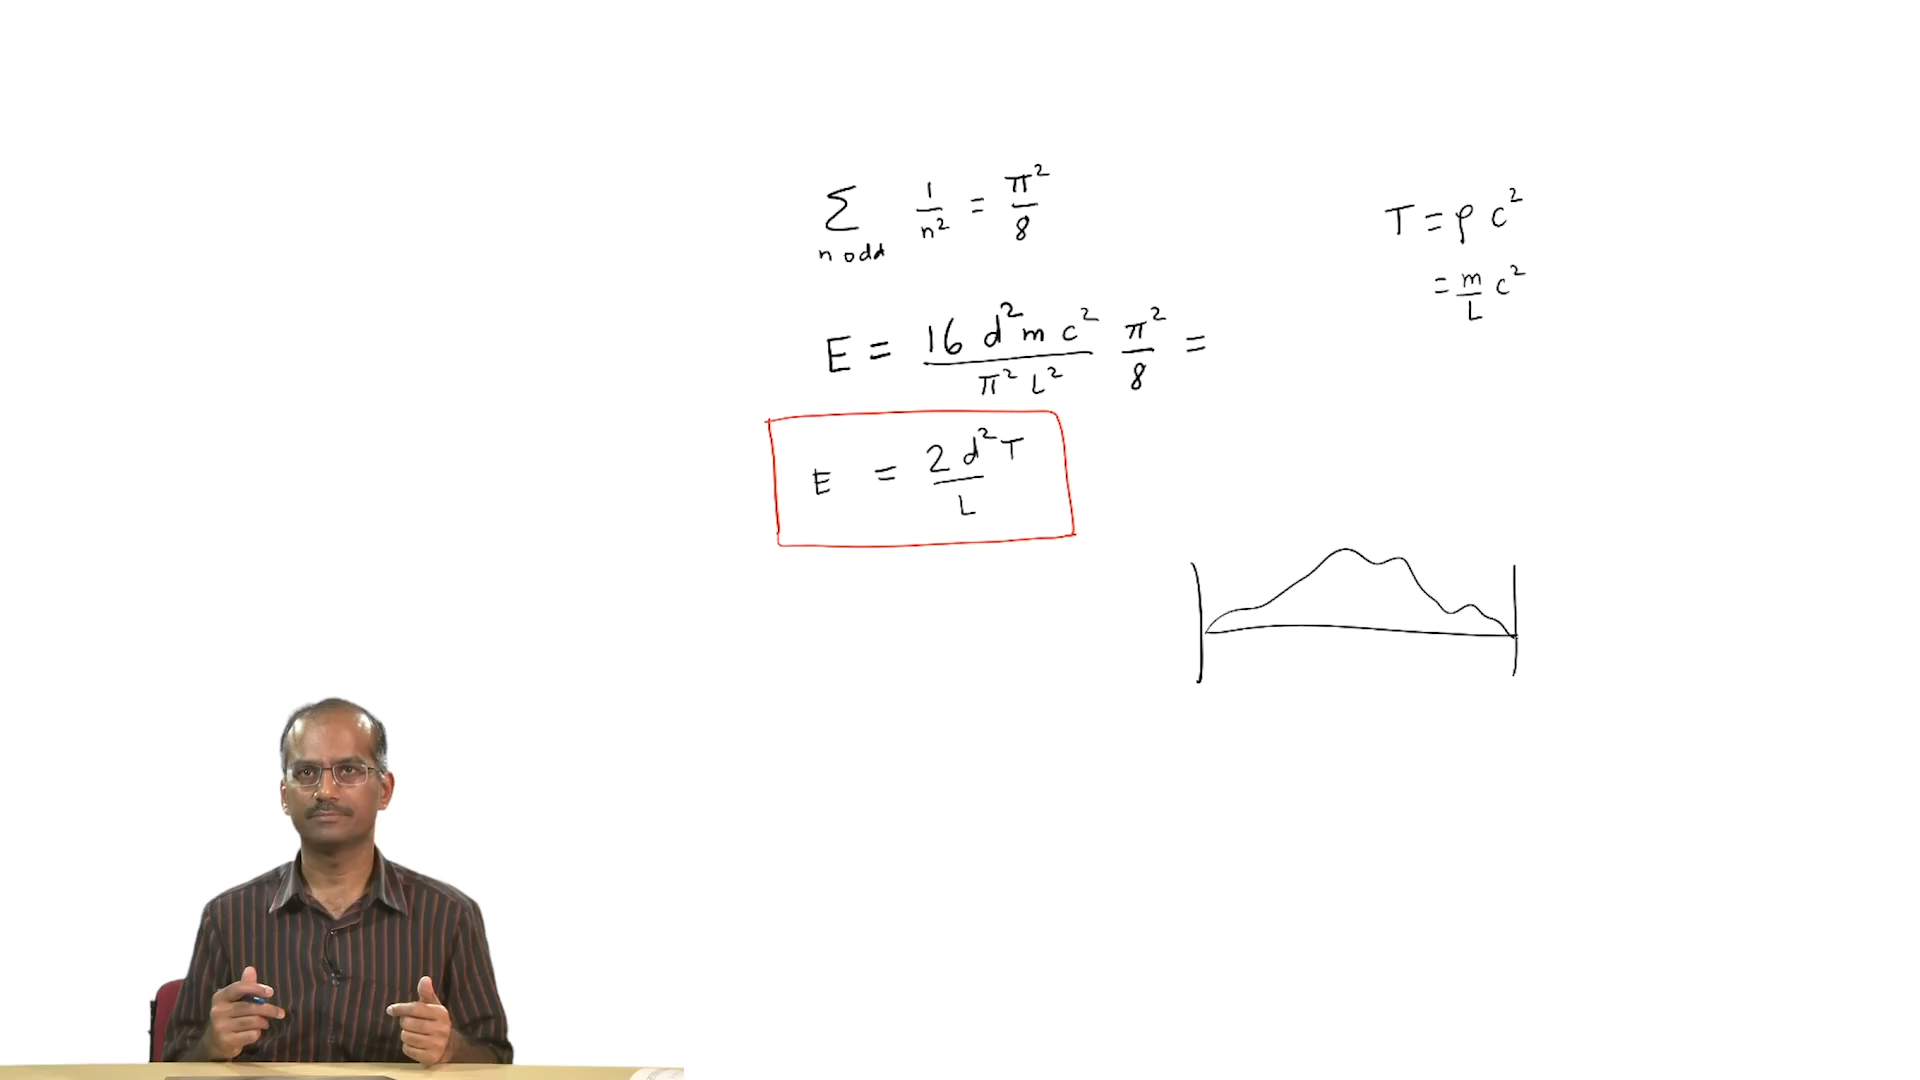 ∑ n odd 1/n² = π²/8
T = ρ c²
= m/L c²
E = 16 d² m c² / π² L² π²/8 =
E = 2 d² T / L